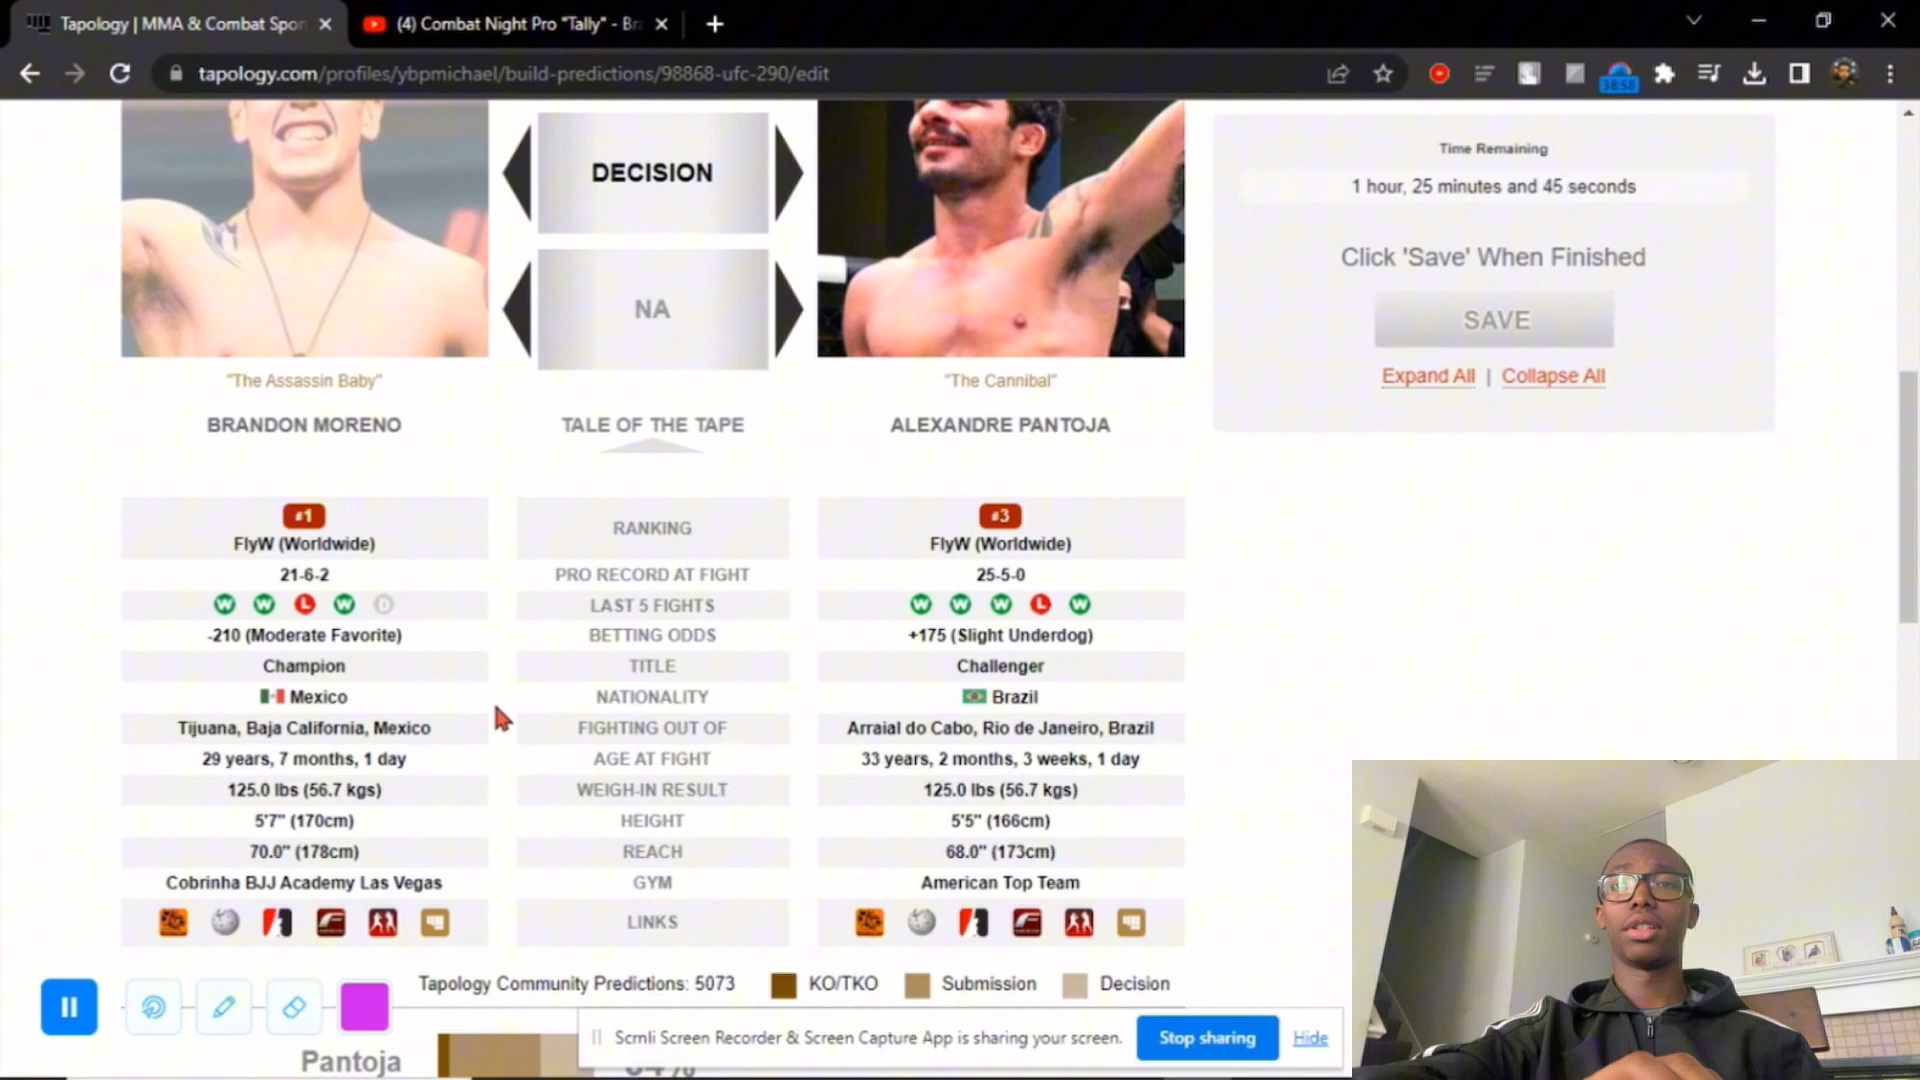 Tapology | MMA & Combat Spor
(4) Combat Night Pro "Tally" - Br
tapology.com/profiles/ybpmichael/build-predictions/98868-ufc-290/edit
38:58
DECISION
NA
Time Remaining
1 hour, 25 minutes and 45 seconds
Click 'Save' When Finished
SAVE
Expand All | Collapse All
"The Assassin Baby"
"The Cannibal"
BRANDON MORENO
TALE OF THE TAPE
ALEXANDRE PANTOJA
#1
FlyW (Worldwide)
RANKING
#3
FlyW (Worldwide)
21-6-2
PRO RECORD AT FIGHT
25-5-0
W W L W D
LAST 5 FIGHTS
W W W L W
-210 (Moderate Favorite)
BETTING ODDS
+175 (Slight Underdog)
Champion
TITLE
Challenger
Mexico
NATIONALITY
Brazil
Tijuana, Baja California, Mexico
FIGHTING OUT OF
Arraial do Cabo, Rio de Janeiro, Brazil
29 years, 7 months, 1 day
AGE AT FIGHT
33 years, 2 months, 3 weeks, 1 day
125.0 lbs (56.7 kgs)
WEIGH-IN RESULT
125.0 lbs (56.7 kgs)
5'7" (170cm)
HEIGHT
5'5" (166cm)
70.0" (178cm)
REACH
68.0" (173cm)
Cobrinha BJJ Academy Las Vegas
GYM
American Top Team
LINKS
Tapology Community Predictions: 5073
KO/TKO
Submission
Decision
Scrnli Screen Recorder & Screen Capture App is sharing your screen.
Stop sharing
Hide
Pantoja